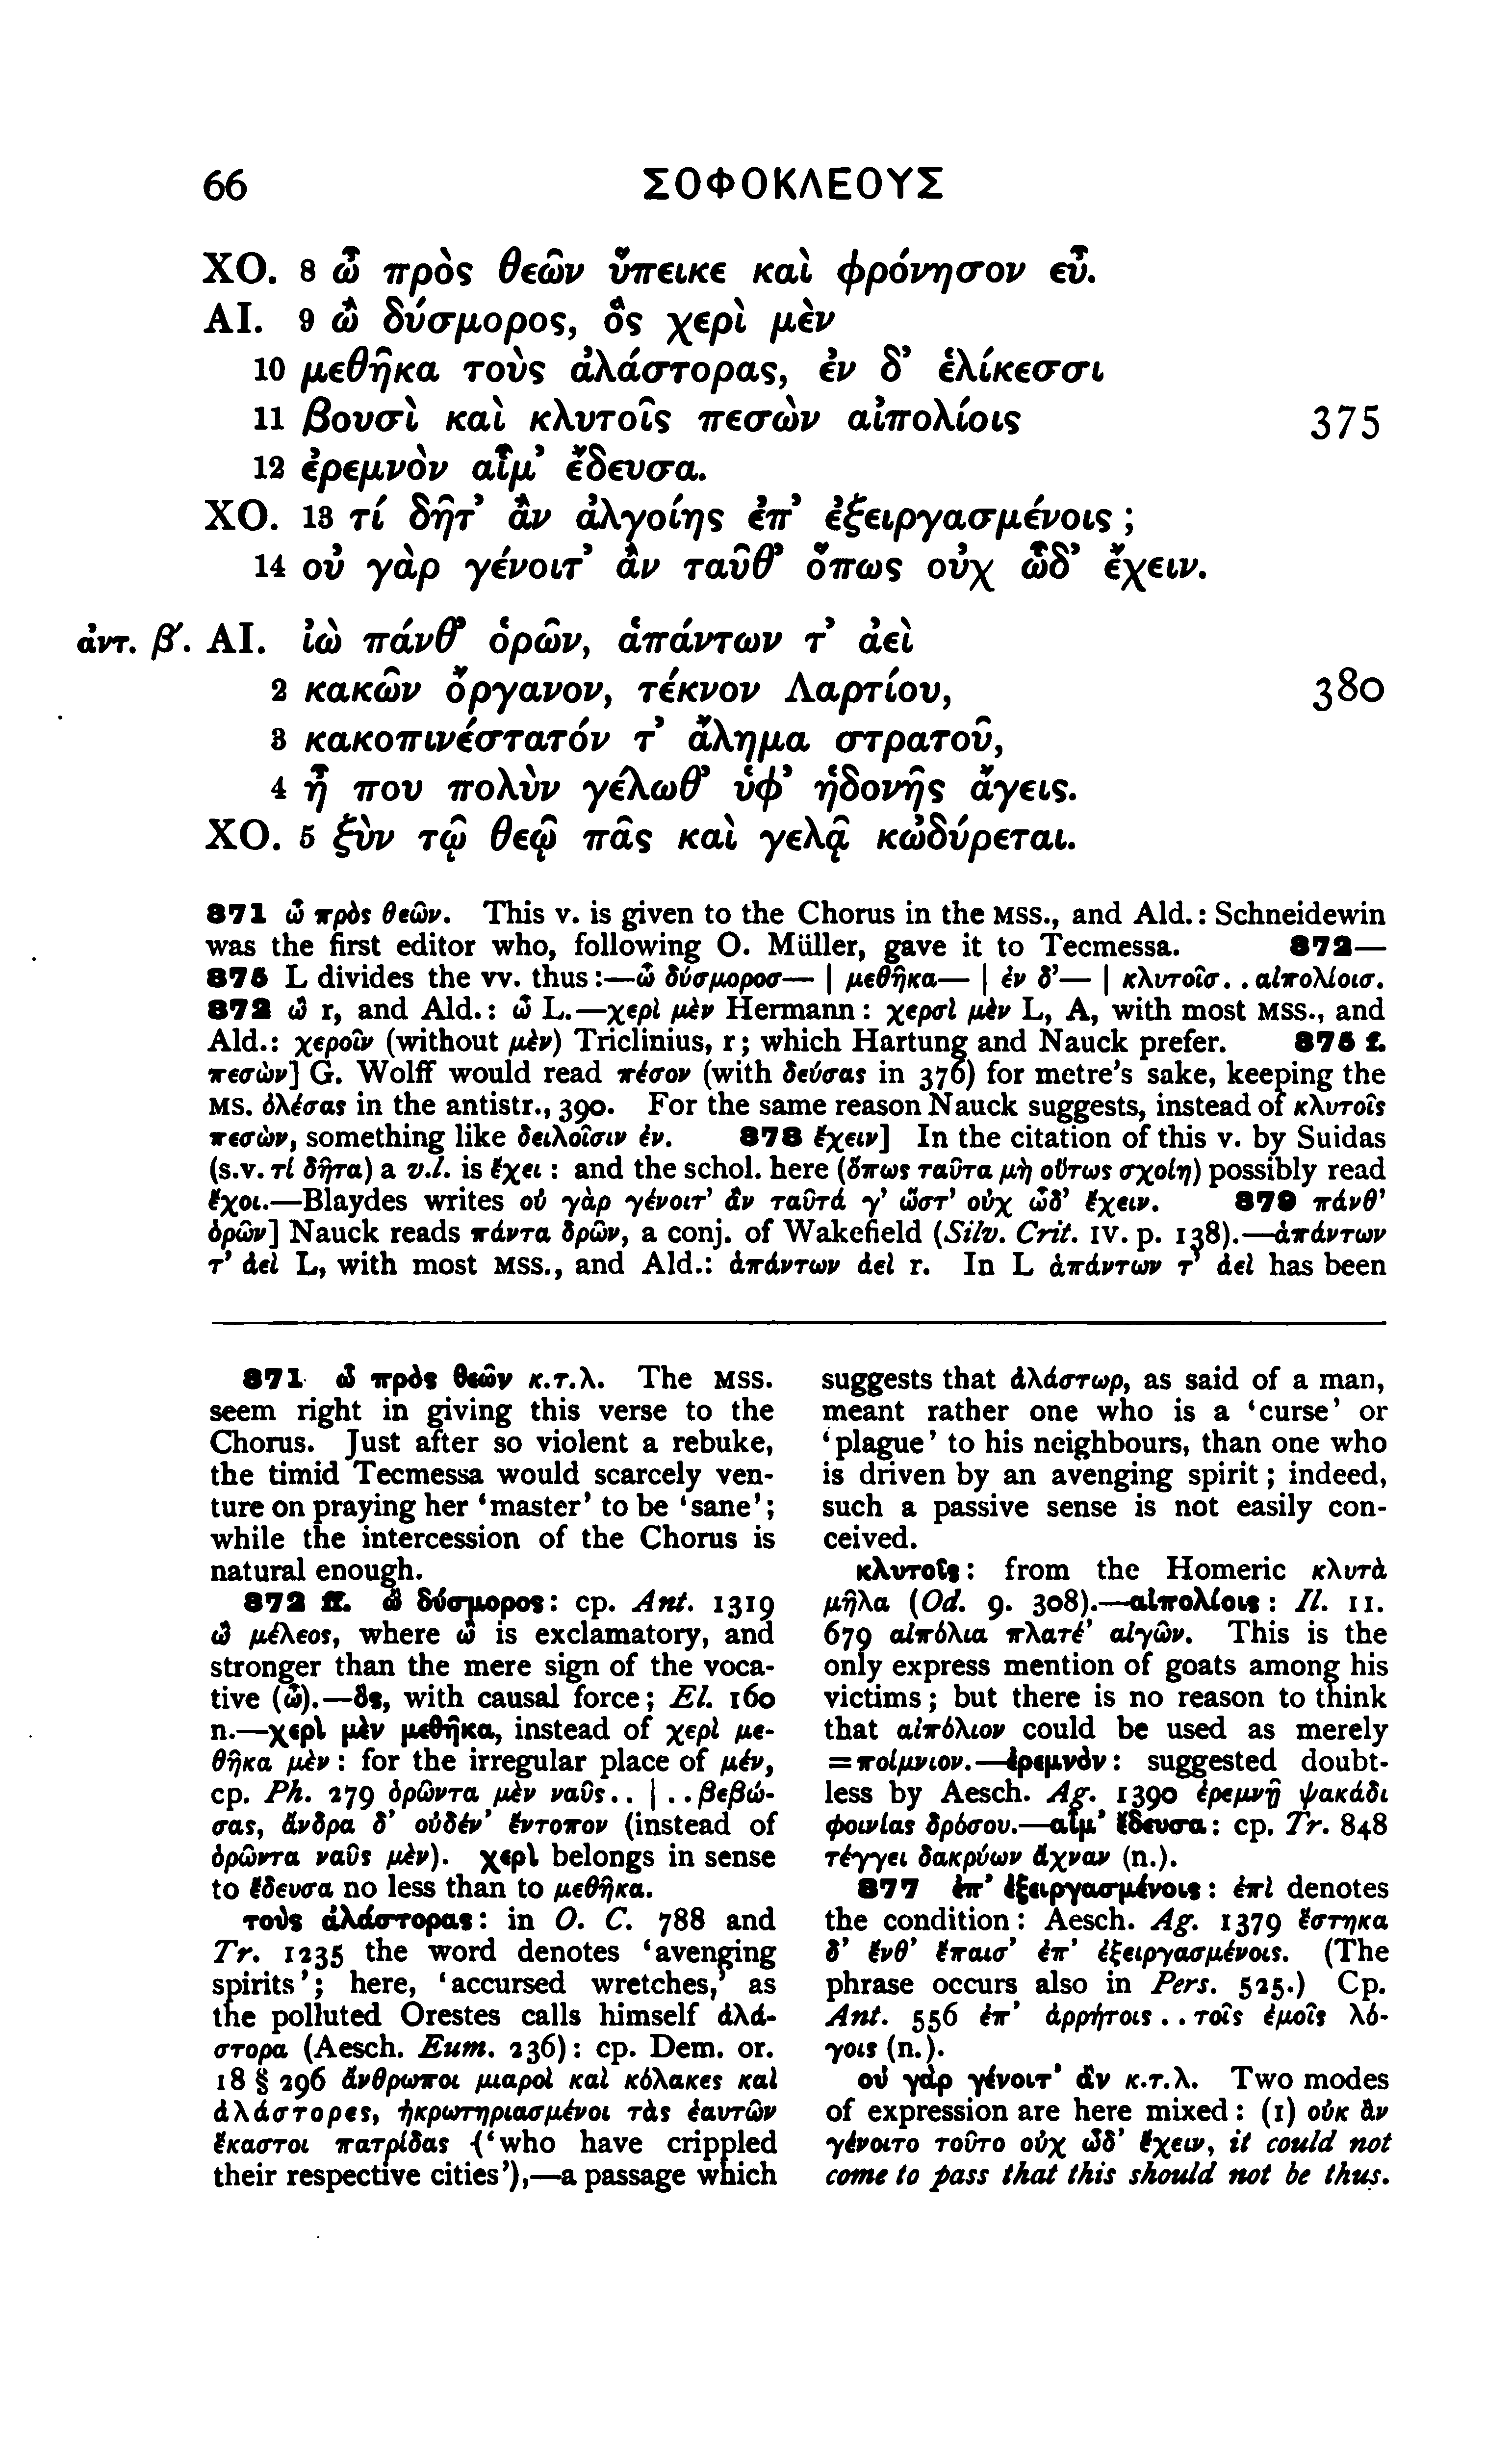 66 ΣΟΦΟΚΛΕΟΥΣ
ΧΟ. 8 ὦ πρὸς θεῶν ὕπεικε καὶ φρόνησον εὖ.
ΑΙ. 9 ὢ δύσμορος, ὃς χερὶ μὲν
10 μεθῆκα τοὺς ἀλάστορας, ἐν δ’ ἑλίκεσσι
11 βουσὶ καὶ κλυτοῖς πεσὼν αἰπολίοις 375
12 ἐρεμνὸν αἷμ’ ἔδευσα.
ΧΟ. 13 τί δῆτ’ ἂν ἀλγοίης ἐπ’ ἐξειργασμένοις ;
14 οὐ γὰρ γένοιτ’ ἂν ταῦθ’ ὅπως οὐχ ὧδ’ ἔχειν.
ἀντ. β΄. ΑΙ. ἰὼ πάνθ’ ὁρῶν, ἁπάντων τ’ ἀεὶ
2 κακῶν ὄργανον, τέκνον Λαρτίου, 380
3 κακοπινέστατόν τ’ ἄλημα στρατοῦ,
4 ἦ που πολὺν γέλωθ’ ὑφ’ ἡδονῆς ἄγεις.
ΧΟ. 5 ξὺν τῷ θεῷ πᾶς καὶ γελᾷ κὠδύρεται.
371 ὦ πρὸς θεῶν. This v. is given to the Chorus in the MSS., and Ald.: Schneidewin
was the first editor who, following O. Müller, gave it to Tecmessa. 372—
375 L divides the vv. thus:—ὢ δύσμοροσ— | μεθῆκα— | ἐν δ’— | κλυτοῖσ. . αἰπολίοισ.
372 ὢ r, and Ald.: ὦ L.—χερὶ μὲν Hermann: χερσὶ μὲν L, A, with most MSS., and
Ald.: χεροῖν (without μὲν) Triclinius, r; which Hartung and Nauck prefer. 375 f.
πεσὼν] G. Wolff would read πέσον (with δεύσας in 376) for metre’s sake, keeping the
MS. ὀλέσας in the antistr., 390. For the same reason Nauck suggests, instead of κλυτοῖς
πεσὼν, something like δειλοῖσιν ἐν. 378 ἔχειν] In the citation of this v. by Suidas
(s.v. τί δῆτα) a v.l. is ἔχει : and the schol. here (ὅπως ταῦτα μὴ οὕτως σχοίη) possibly read
ἔχοι.—Blaydes writes οὐ γὰρ γένοιτ’ ἂν ταῦτά γ’ ὥστ’ οὐχ ὧδ’ ἔχειν. 379 πάνθ’
ὁρῶν] Nauck reads πάντα δρῶν, a conj. of Wakefield (Silv. Crit. IV. p. 138).—ἁπάντων
τ’ ἀεὶ L, with most MSS., and Ald.: ἁπάντων ἀεὶ r. In L ἁπάντων τ’ ἀεὶ has been
371 ὦ πρὸς θεῶν κ.τ.λ. The MSS.
seem right in giving this verse to the
Chorus. Just after so violent a rebuke,
the timid Tecmessa would scarcely ven-
ture on praying her ‘master’ to be ‘sane’;
while the intercession of the Chorus is
natural enough.
372 ff. ὢ δύσμορος: cp. Ant. 1319
ὢ μέλεος, where ὢ is exclamatory, and
stronger than the mere sign of the voca-
tive (ὦ).—ὃς, with causal force; El. 160
n.—χερὶ μὲν μεθῆκα, instead of χερὶ με-
θῆκα μὲν : for the irregular place of μέν,
cp. Ph. 279 ὁρῶντα μὲν ναῦς. . | . . βεβώ-
σας, ἄνδρα δ’ οὐδέν’ ἔντοπον (instead of
ὁρῶντα ναῦς μὲν). χερὶ belongs in sense
to ἔδευσα no less than to μεθῆκα.
τοὺς ἀλάστορας: in O. C. 788 and
Tr. 1235 the word denotes ‘avenging
spirits’; here, ‘accursed wretches,’ as
the polluted Orestes calls himself ἀλά-
στορα (Aesch. Eum. 236): cp. Dem. or.
18 § 296 ἄνθρωποι μιαροὶ καὶ κόλακες καὶ
ἀλάστορες, ἠκρωτηριασμένοι τὰς ἑαυτῶν
ἕκαστοι πατρίδας (‘who have crippled
their respective cities’),—a passage which
suggests that ἀλάστωρ, as said of a man,
meant rather one who is a ‘curse’ or
‘plague’ to his neighbours, than one who
is driven by an avenging spirit; indeed,
such a passive sense is not easily con-
ceived.
κλυτοῖς: from the Homeric κλυτὰ
μῆλα (Od. 9. 308).—αἰπολίοις: Il. 11.
679 αἰπόλια πλατέ’ αἰγῶν. This is the
only express mention of goats among his
victims; but there is no reason to think
that αἰπόλιον could be used as merely
=ποίμνιον.—ἐρεμνὸν: suggested doubt-
less by Aesch. Ag. 1390 ἐρεμνῇ ψακάδι
φοινίας δρόσου.—αἷμ’ ἔδευσα: cp. Tr. 848
τέγγει δακρύων ἄχναν (n.).
377 ἐπ’ ἐξειργασμένοις: ἐπὶ denotes
the condition: Aesch. Ag. 1379 ἕστηκα
δ’ ἔνθ’ ἔπαισ’ ἐπ’ ἐξειργασμένοις. (The
phrase occurs also in Pers. 525.) Cp.
Ant. 556 ἐπ’ ἀρρήτοις . . τοῖς ἐμοῖς λό-
γοις (n.).
οὐ γὰρ γένοιτ’ ἂν κ.τ.λ. Two modes
of expression are here mixed: (1) οὐκ ἂν
γένοιτο τοῦτο οὐχ ὧδ’ ἔχειν, it could not
come to pass that this should not be thus.